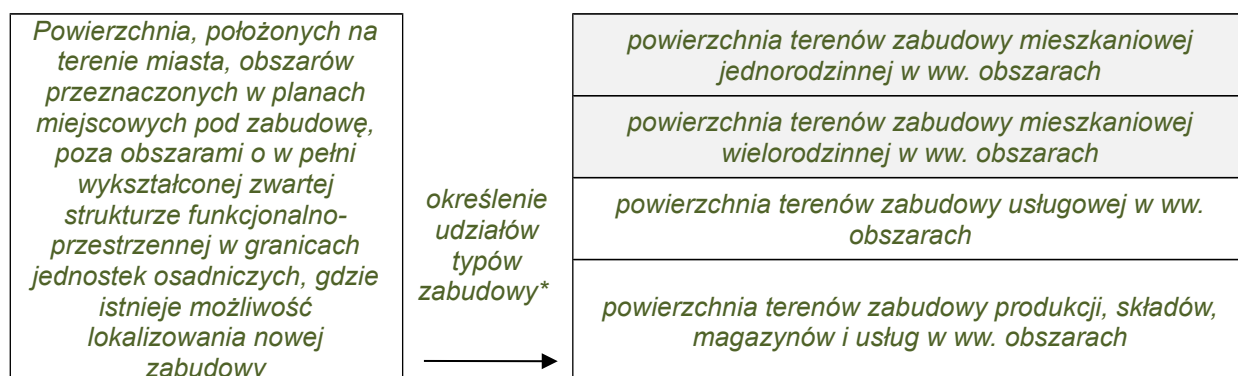 Powierzchnia, położonych na
terenie miasta, obszarów
przeznaczonych w planach
miejscowych pod zabudowę,
poza obszarami o w pełni
wykształconej zwartej
strukturze funkcjonalno-
przestrzennej w granicach
jednostek osadniczych, gdzie
istnieje możliwość
lokalizowania nowej
zabudowy
określenie
udziałów
typów
zabudowy*
powierzchnia terenów zabudowy mieszkaniowej
jednorodzinnej w ww. obszarach
powierzchnia terenów zabudowy mieszkaniowej
wielorodzinnej w ww. obszarach
powierzchnia terenów zabudowy usługowej w ww.
obszarach
powierzchnia terenów zabudowy produkcji, składów,
magazynów i usług w ww. obszarach